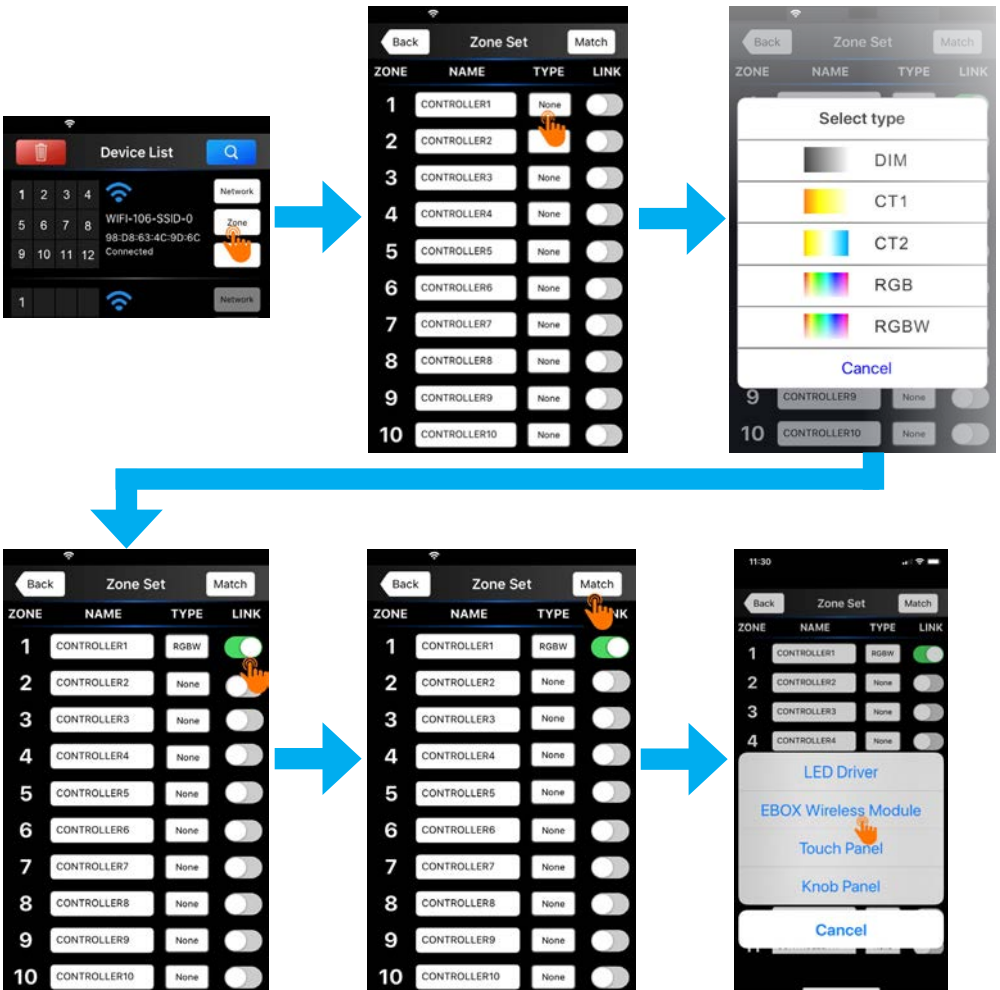 Device List
1 2 3 4
Network
WIFI-106-SSID-0
5 6 7 8
Zone
98:D8:63:4C:9D:6C
9 10 11 12
Connected
1
Network
Back Zone Set Match
ZONE NAME TYPE LINK
1 CONTROLLER1 None
2 CONTROLLER2
3 CONTROLLER3 None
4 CONTROLLER4 None
5 CONTROLLER5 None
6 CONTROLLER6 None
7 CONTROLLER7 None
8 CONTROLLER8 None
9 CONTROLLER9 None
10 CONTROLLER10 None
Back Zone Set Match
ZONE NAME TYPE LINK
Select type
DIM
CT1
CT2
RGB
RGBW
Cancel
9 CONTROLLER9 None
10 CONTROLLER10 None
Back Zone Set Match
ZONE NAME TYPE LINK
1 CONTROLLER1 RGBW
2 CONTROLLER2 None
3 CONTROLLER3 None
4 CONTROLLER4 None
5 CONTROLLER5 None
6 CONTROLLER6 None
7 CONTROLLER7 None
8 CONTROLLER8 None
9 CONTROLLER9 None
10 CONTROLLER10 None
Back Zone Set Match
ZONE NAME TYPE NK
1 CONTROLLER1 RGBW
2 CONTROLLER2 None
3 CONTROLLER3 None
4 CONTROLLER4 None
5 CONTROLLER5 None
6 CONTROLLER6 None
7 CONTROLLER7 None
8 CONTROLLER8 None
9 CONTROLLER9 None
10 CONTROLLER10 None
11:30
Back Zone Set Match
ZONE NAME TYPE LINK
1 CONTROLLER1 RGBW
2 CONTROLLER2 None
3 CONTROLLER3 None
4 CONTROLLER4 None
LED Driver
EBOX Wireless Module
Touch Panel
Knob Panel
Cancel